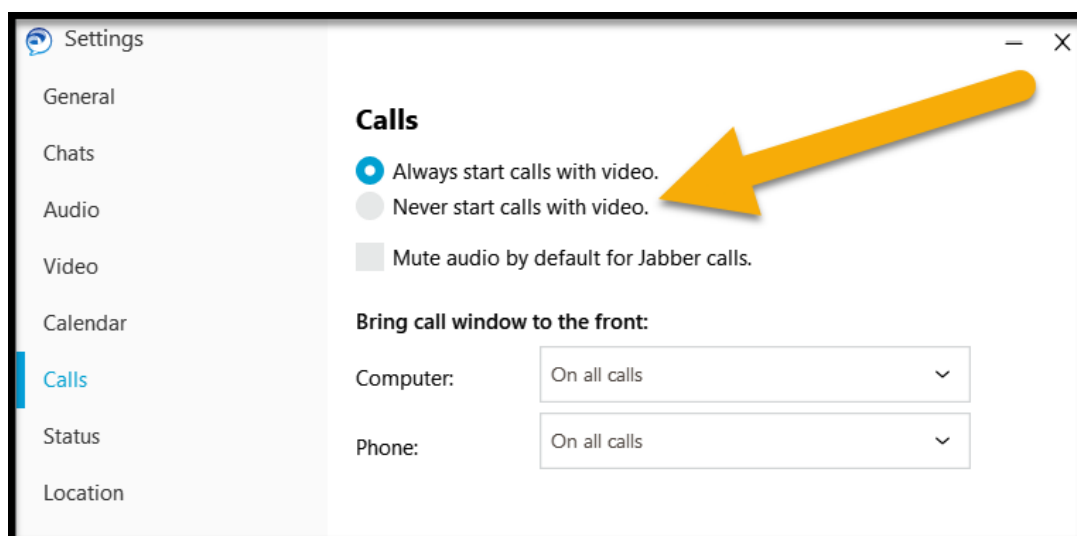 Settings
General
Chats
Audio
Video
Calendar
Calls
Status
Location
Calls
Always start calls with video.
Never start calls with video.
Mute audio by default for Jabber calls.
Bring call window to the front:
Computer: On all calls
Phone: On all calls